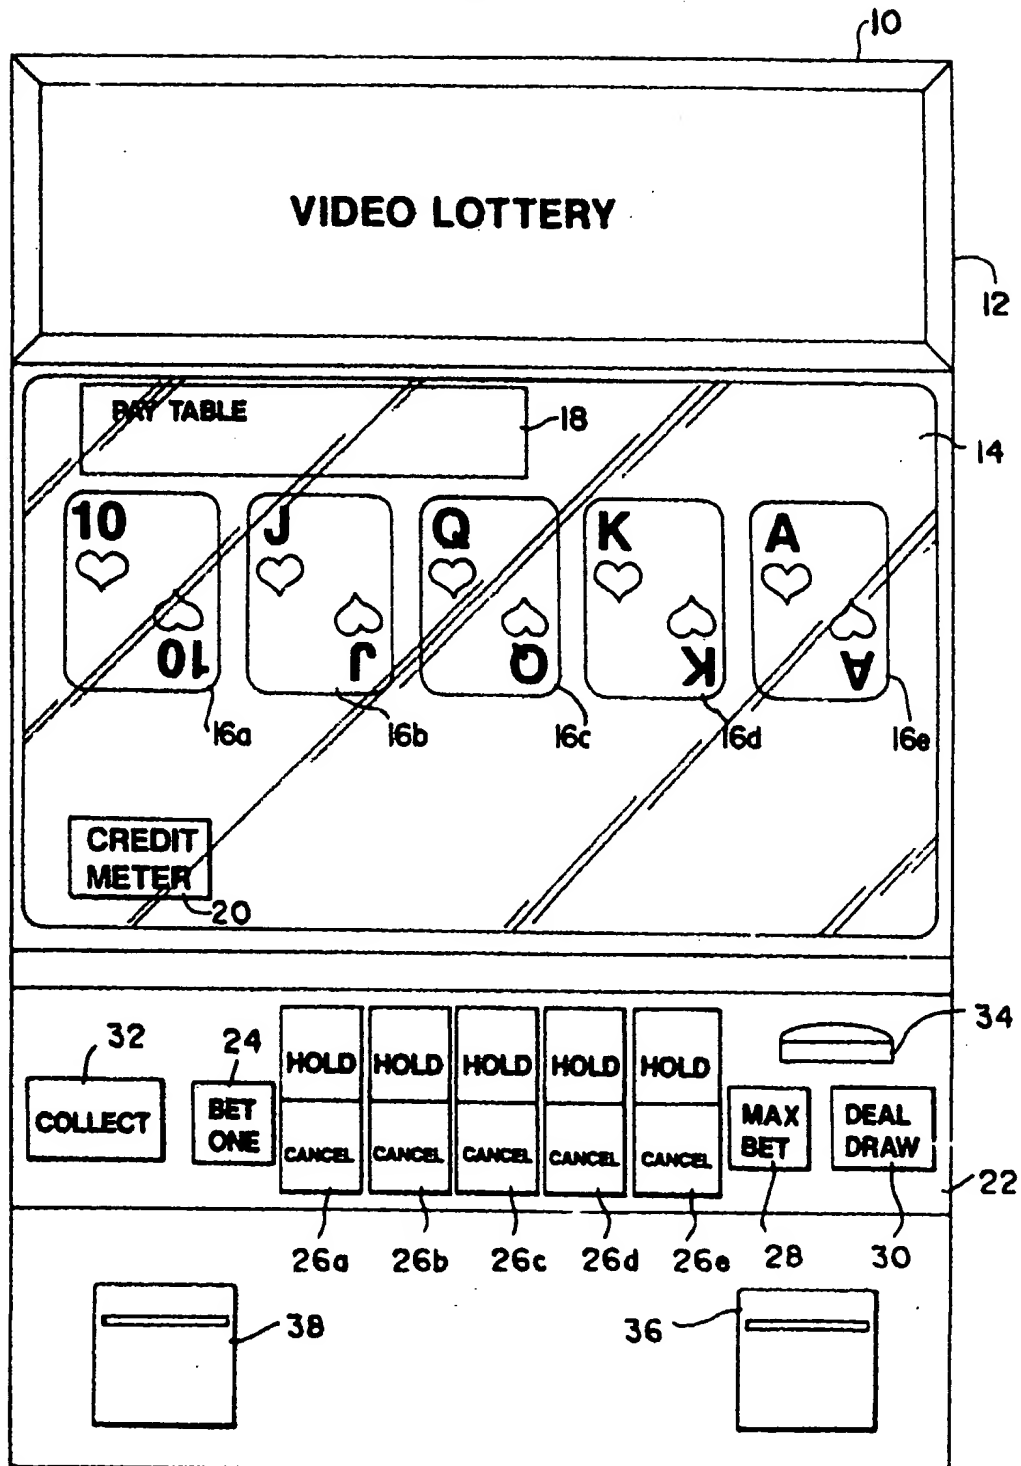 10
VIDEO LOTTERY
12
PAY TABLE
18
14
10 J Q K A
10 J Q K A
16a 16b 16c 16d 16e
CREDIT
METER
20
34
32
24
HOLD HOLD HOLD HOLD HOLD
COLLECT
BET
ONE
CANCEL CANCEL CANCEL CANCEL CANCEL
MAX
BET
DEAL
DRAW
22
26a 26b 26c 26d 26e 28 30
38
36